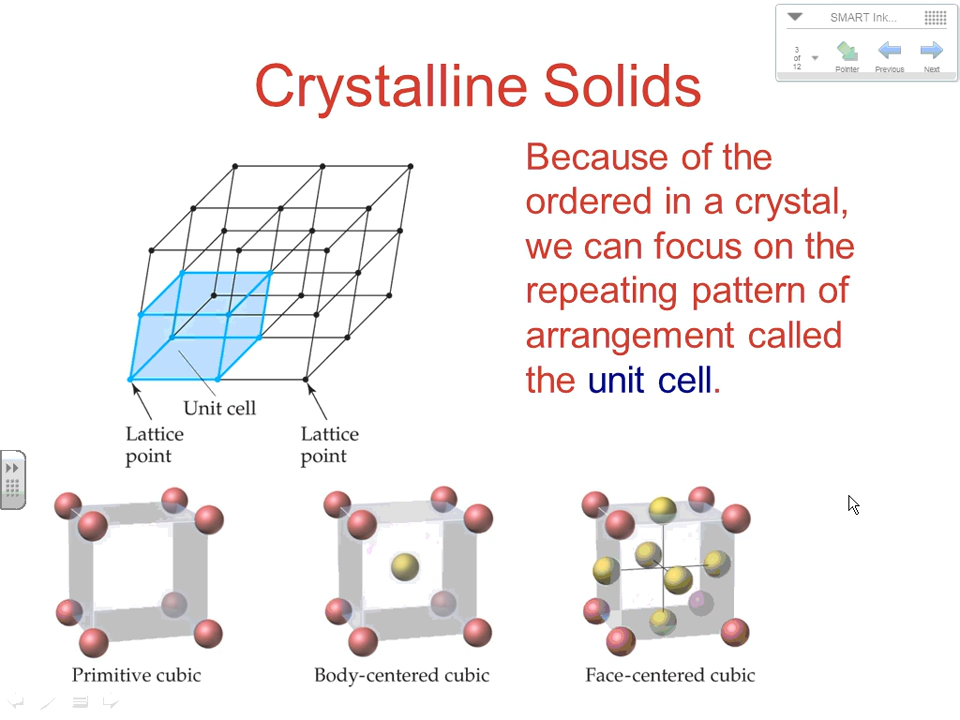 SMART Ink...
3
of
12
Pointer
Previous
Next
Crystalline Solids
Because of the
ordered in a crystal,
we can focus on the
repeating pattern of
arrangement called
the unit cell.
Unit cell
Lattice
point
Lattice
point
Primitive cubic
Body-centered cubic
Face-centered cubic